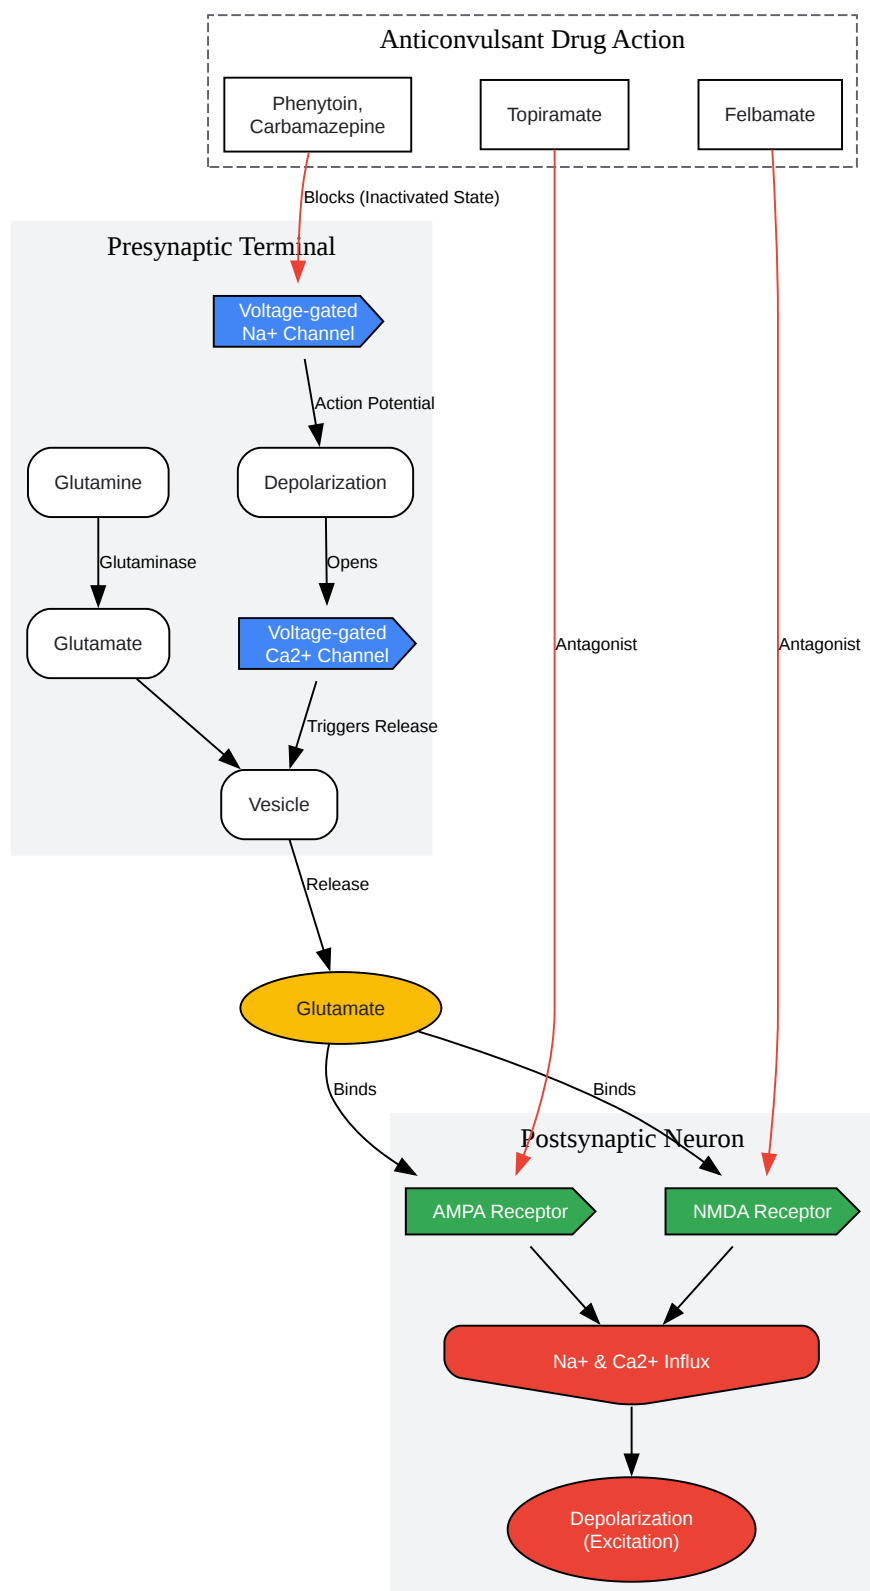 Anticonvulsant Drug Action
Phenytoin,
Carbamazepine
Topiramate
Felbamate
Blocks (Inactivated State)
Presynaptic Terminal
Voltage-gated
Na+ Channel
Action Potential
Glutamine
Depolarization
Glutaminase
Opens
Glutamate
Voltage-gated
Ca2+ Channel
Antagonist
Antagonist
Triggers Release
Vesicle
Release
Glutamate
Binds
Binds
Postsynaptic Neuron
AMPA Receptor
NMDA Receptor
Na+ & Ca2+ Influx
Depolarization
(Excitation)